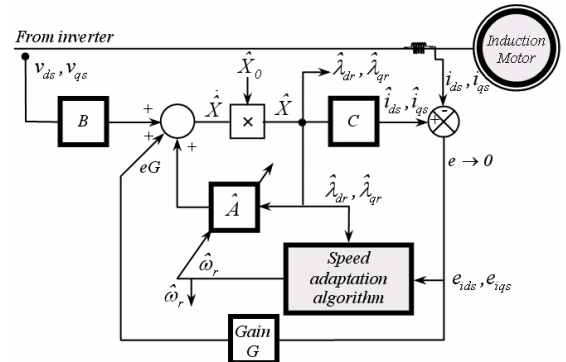 From inverter
Induction
Motor
v_ds, v_qs
X̂_0
λ̂_dr, λ̂_qr
i_ds, i_qs
B
+
+
+
Ẋ̂
×
X̂
C
î_ds, î_qs
+
-
eG
e → 0
Â
λ̂_dr, λ̂_qr
ω̂_r
ω̂_r
Speed
adaptation
algorithm
e_ids, e_iqs
Gain
G